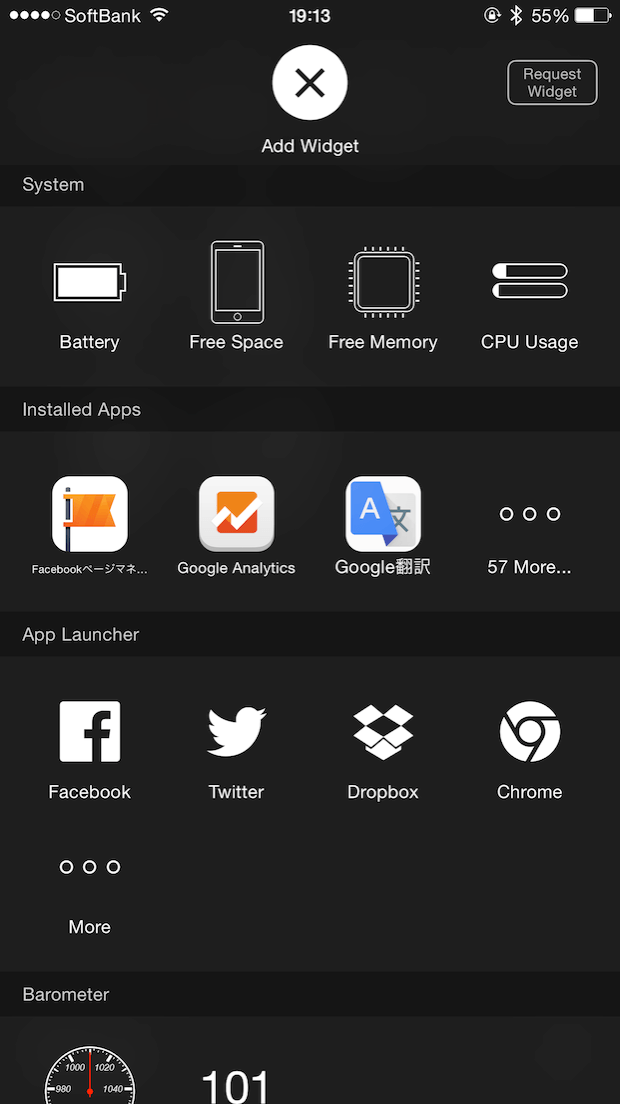 SoftBank 19:13 55%
Request
Widget
Add Widget
System
Battery Free Space Free Memory CPU Usage
Installed Apps
A 文
Facebookページマネ... Google Analytics Google翻訳 57 More...
App Launcher
Facebook Twitter Dropbox Chrome
More
Barometer
1000 1020
980 1040
101